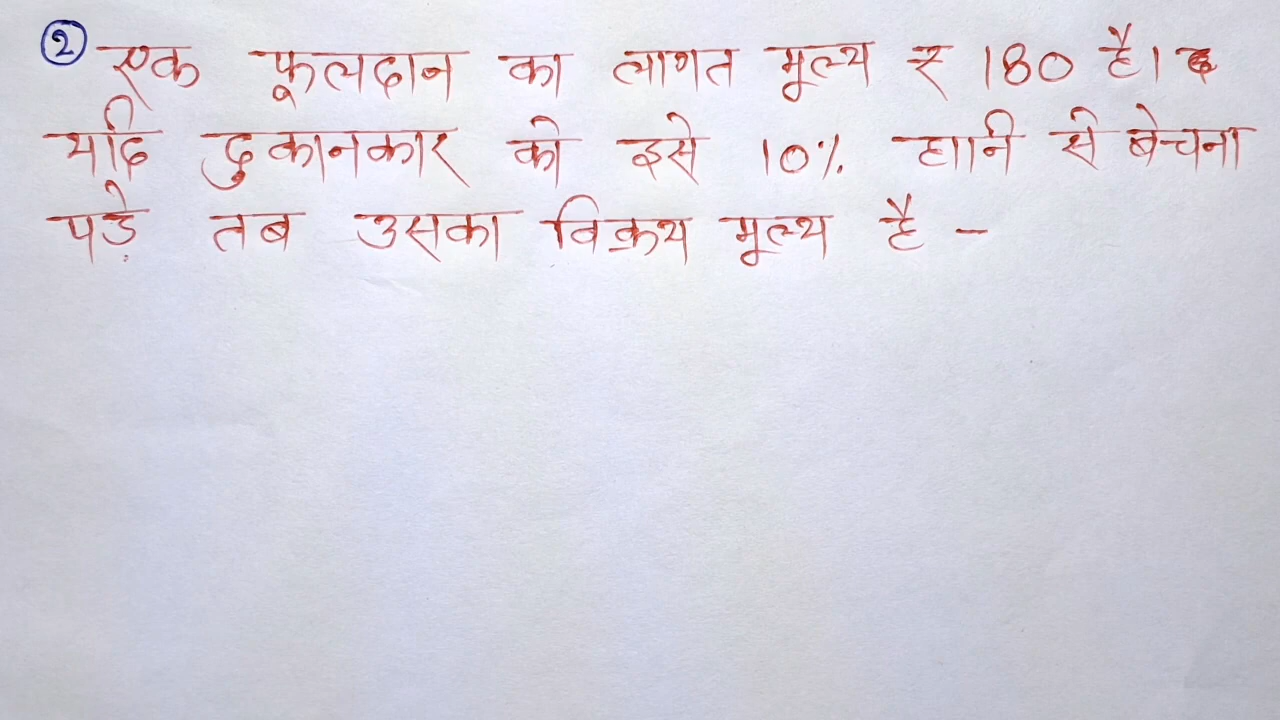 ② एक फूलदान का लागत मूल्य ₹ 180 है।
यदि दुकानकार को इसे 10% हानि से बेचना
पड़े तब उसका विक्रय मूल्य है -